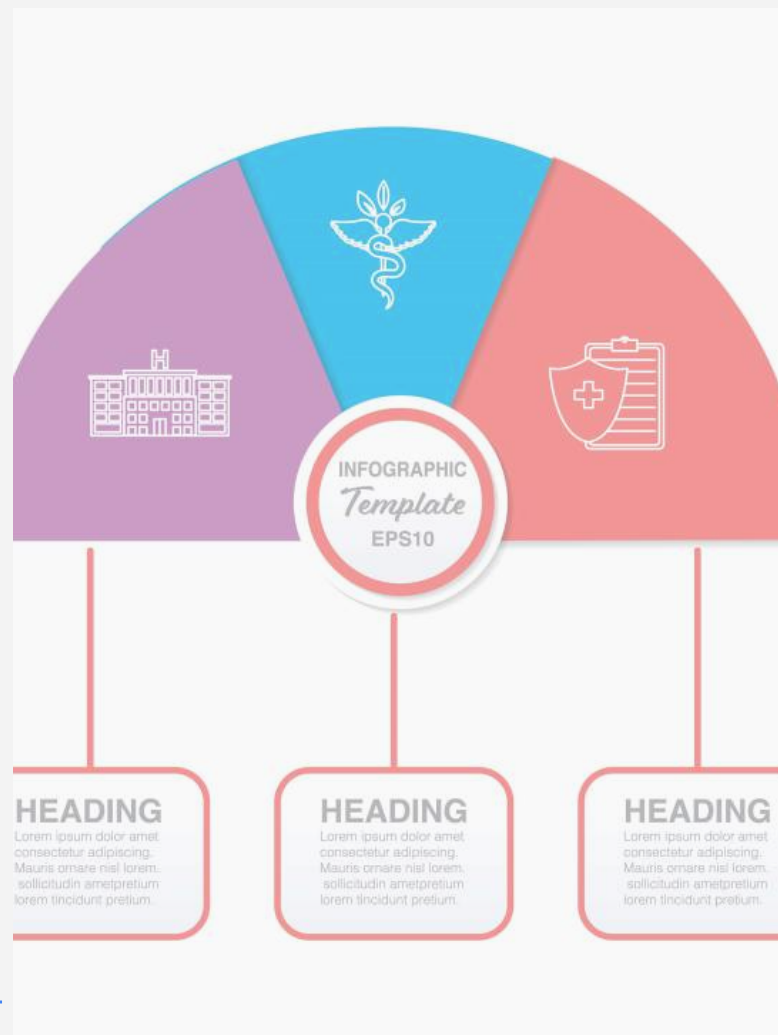 H
INFOGRAPHIC
Template
EPS10
HEADING
Lorem ipsum dolor amet
consectetur adipiscing.
Mauris ornare nisl lorem.
sollicitudin ametpretium
lorem tincidunt pretium.
HEADING
Lorem ipsum dolor amet
consectetur adipiscing.
Mauris ornare nisl lorem.
sollicitudin ametpretium
lorem tincidunt pretium.
HEADING
Lorem ipsum dolor amet
consectetur adipiscing.
Mauris ornare nisl lorem.
sollicitudin ametpretium
lorem tincidunt pretium.